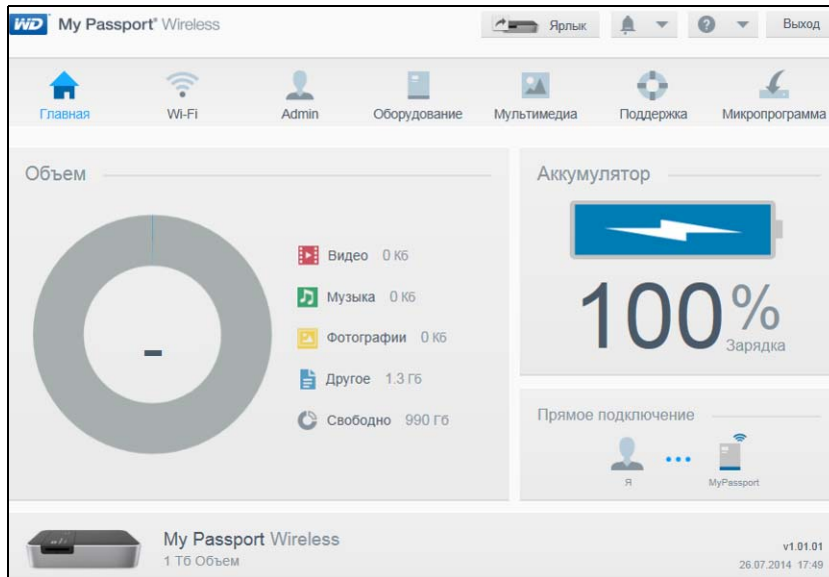 WD My Passport® Wireless
Ярлык
?
Выход
Главная
Wi-Fi
Admin
Оборудование
Мультимедиа
Поддержка
Микропрограмма
Объем
-
Видео 0 Кб
Музыка 0 Кб
Фотографии 0 Кб
Другое 1.3 Гб
Свободно 990 Гб
Аккумулятор
100%
Зарядка
Прямое подключение
Я
MyPassport
My Passport Wireless
1 Тб Объем
v1.01.01
26.07.2014 17:49